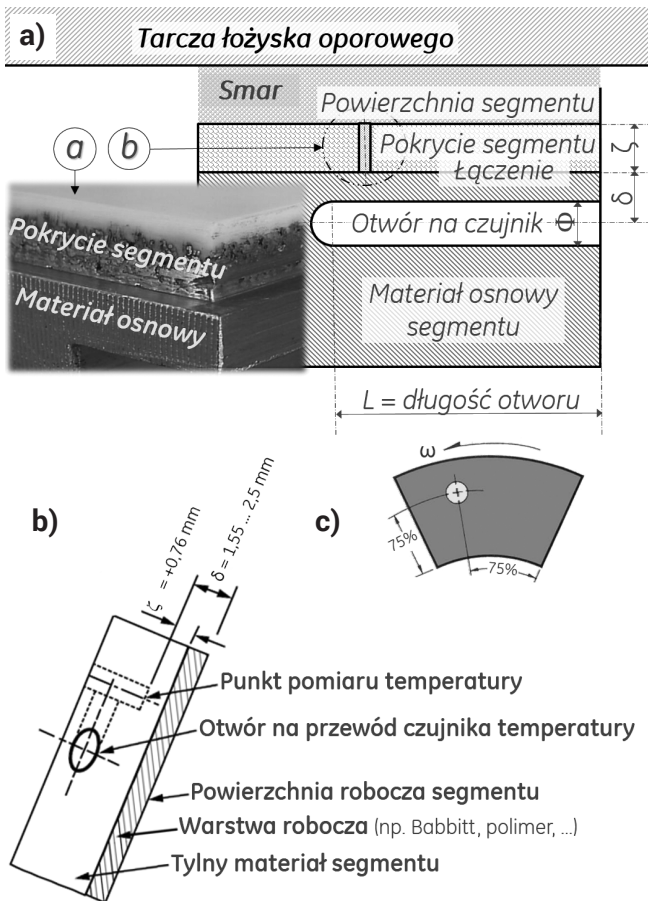 a)
Tarcza łożyska oporowego
Smar
Powierzchnia segmentu
a
b
Pokrycie segmentu
ζ
Łączenie
δ
Otwór na czujnik
Φ
Pokrycie segmentu
Materiał osnowy
Materiał osnowy
segmentu
L = długość otworu
b)
ζ = +0,76 mm
δ = 1,55 ... 2,5 mm
c)
ω
75%
75%
Punkt pomiaru temperatury
Otwór na przewód czujnika temperatury
Powierzchnia robocza segmentu
Warstwa robocza (np. Babbitt, polimer, ...)
Tylny materiał segmentu